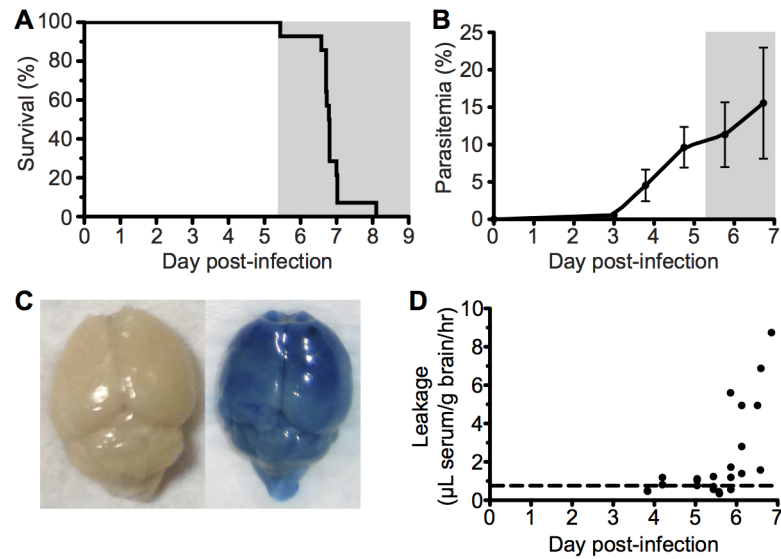 A
Survival (%)
100
80
60
40
20
0
0 1 2 3 4 5 6 7 8 9
Day post-infection
B
Parasitemia (%)
25
20
15
10
5
0
0 1 2 3 4 5 6 7
Day post-infection
C
D
Leakage
(µL serum/g brain/hr)
10
8
6
4
2
0
0 1 2 3 4 5 6 7
Day post-infection